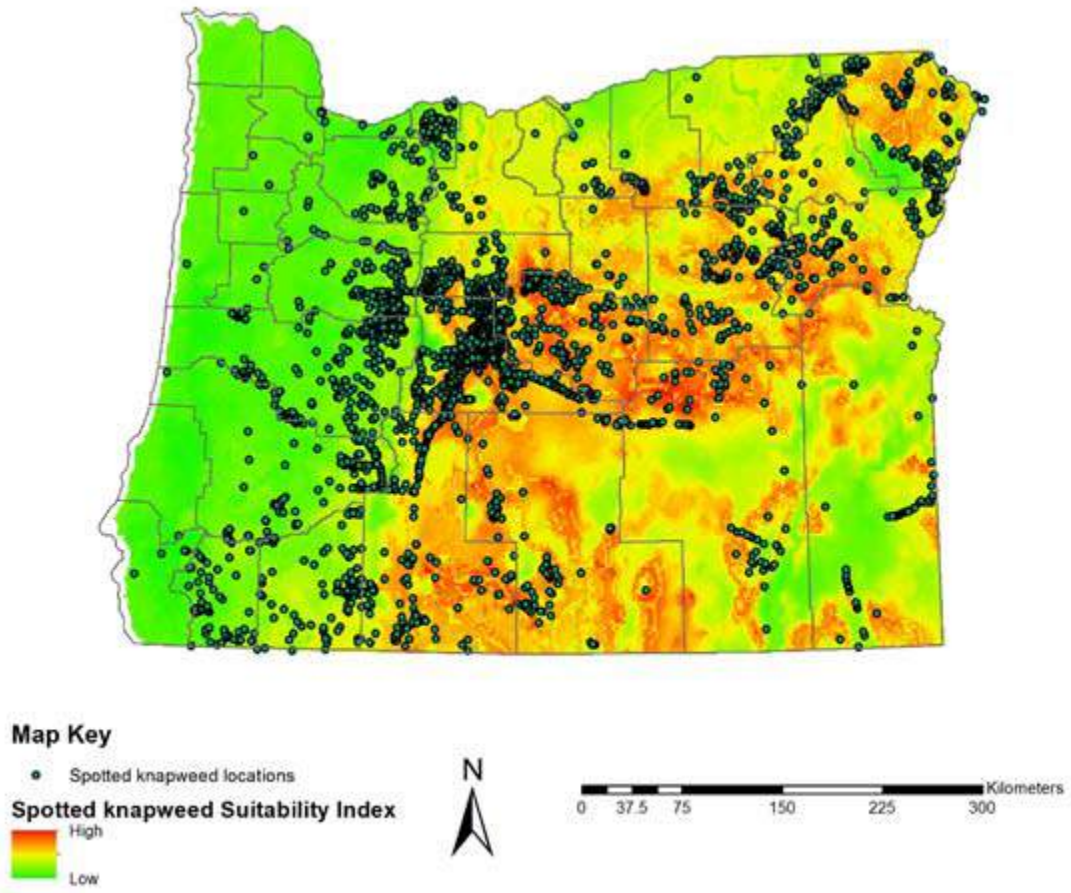 Map Key
Spotted knapweed locations
Spotted knapweed Suitability Index
High
Low
N
Kilometers
0 37.5 75 150 225 300